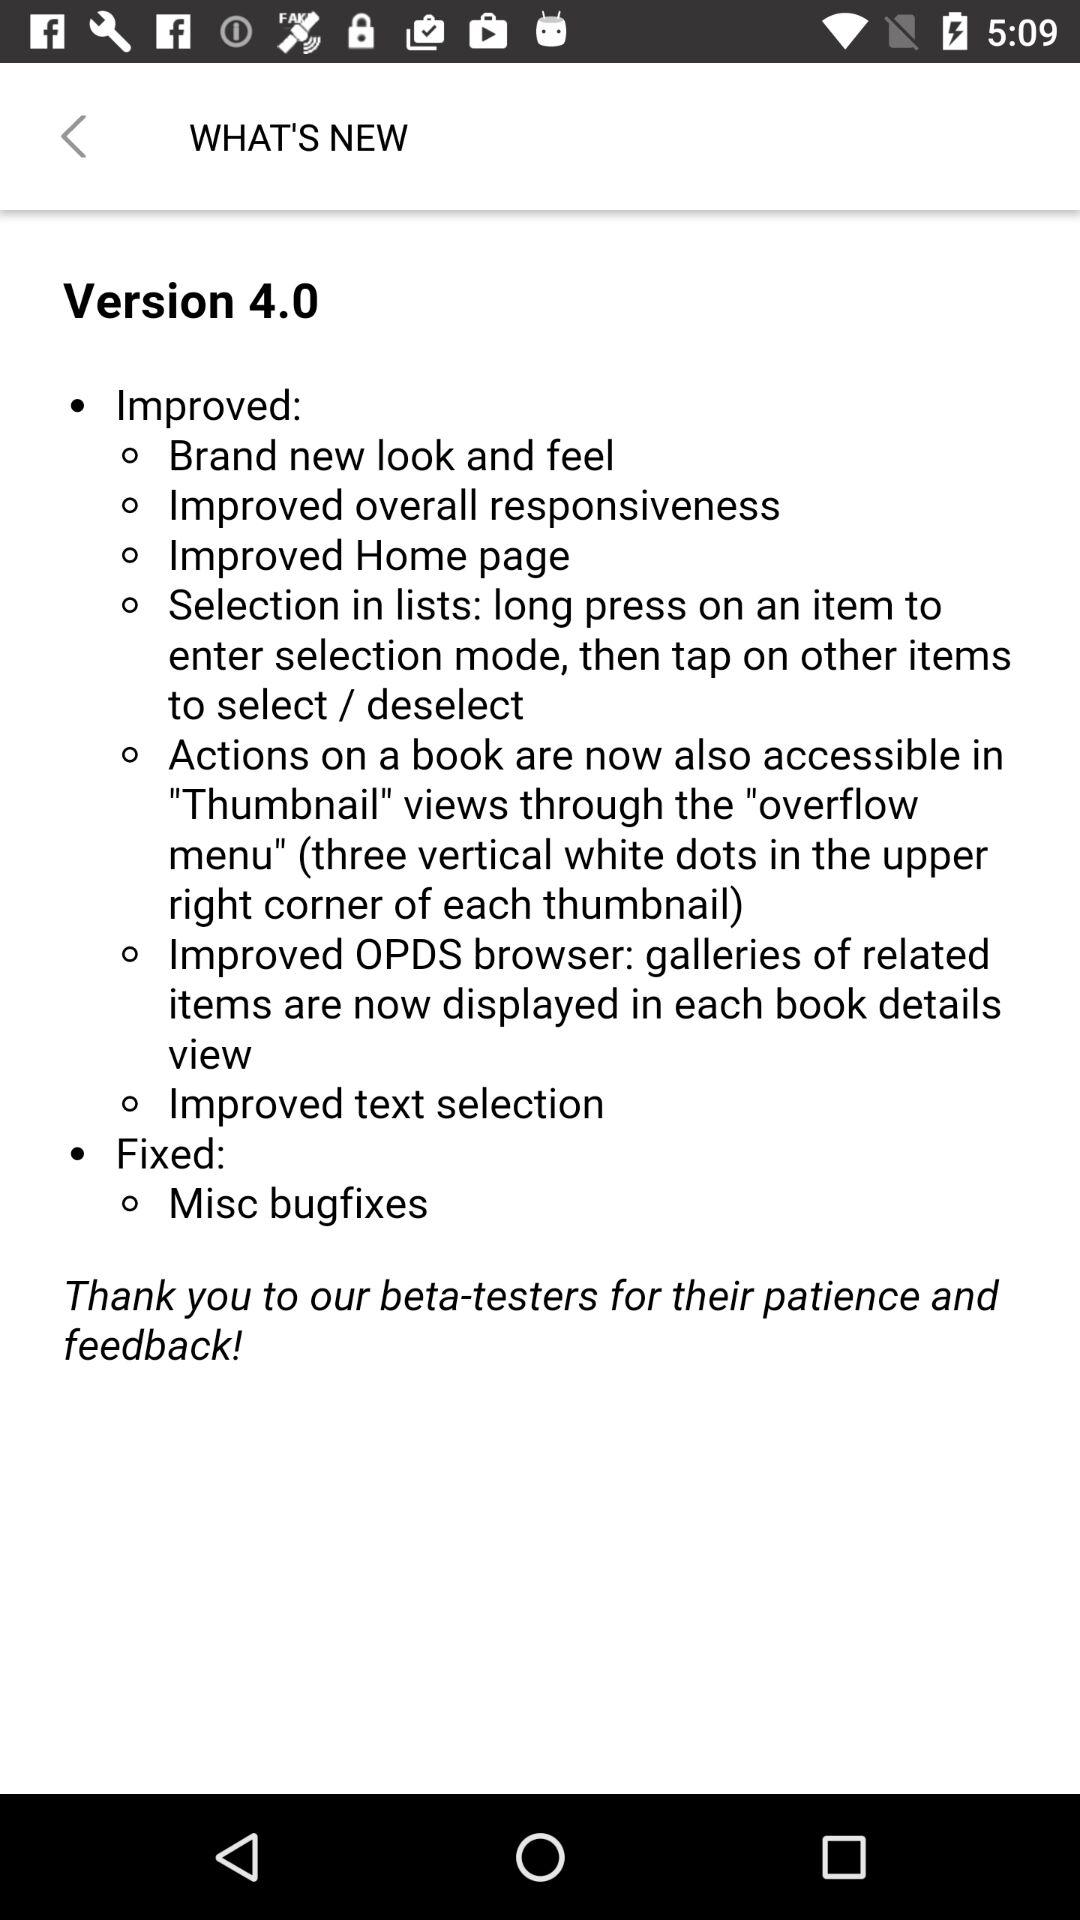 FAKE
5:09
WHAT'S NEW
Version 4.0
• Improved:
◦ Brand new look and feel
◦ Improved overall responsiveness
◦ Improved Home page
◦ Selection in lists: long press on an item to
enter selection mode, then tap on other items
to select / deselect
◦ Actions on a book are now also accessible in
"Thumbnail" views through the "overflow
menu" (three vertical white dots in the upper
right corner of each thumbnail)
◦ Improved OPDS browser: galleries of related
items are now displayed in each book details
view
◦ Improved text selection
• Fixed:
◦ Misc bugfixes
Thank you to our beta-testers for their patience and
feedback!